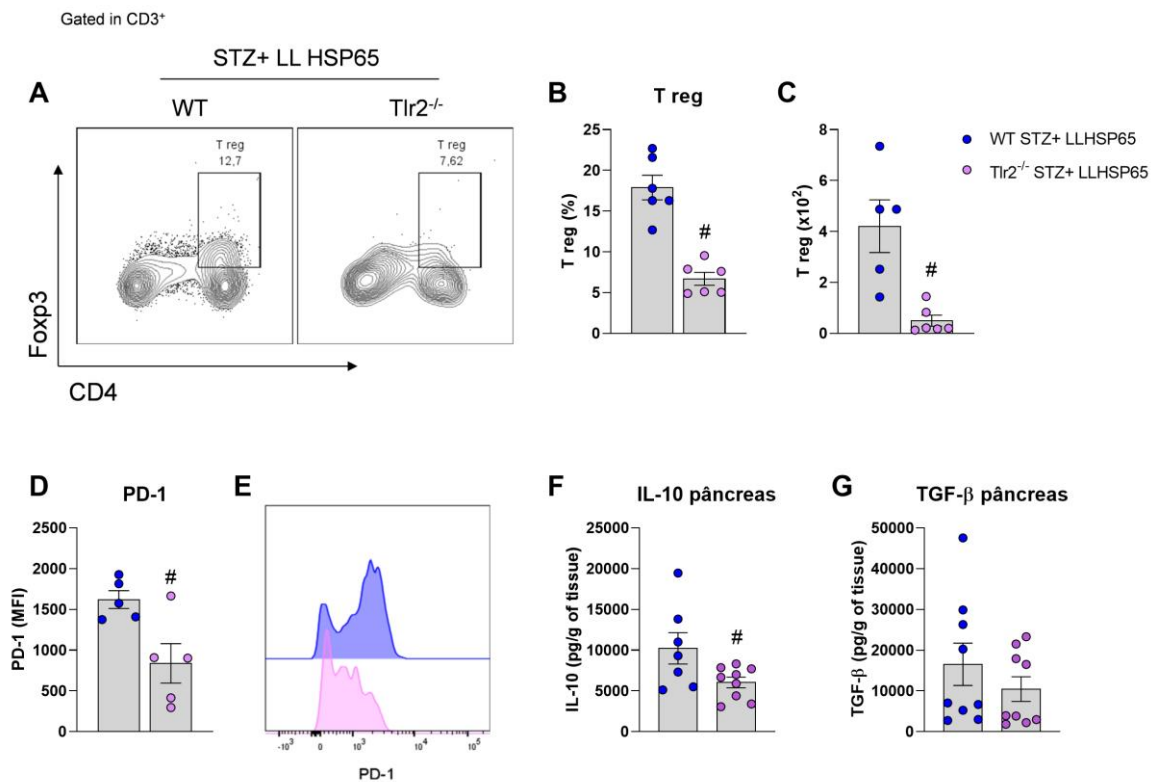 Gated in CD3⁺
STZ+ LL HSP65
A
WT
Tlr2⁻/⁻
T reg
12,7
T reg
7,62
Foxp3
CD4
B
T reg
T reg (%)
25
20
15
10
5
0
#
C
T reg (x10²)
8
6
4
2
0
#
WT STZ+ LLHSP65
Tlr2⁻/⁻ STZ+ LLHSP65
D
PD-1
PD-1 (MFI)
2500
2000
1500
1000
500
0
#
E
-10³ 0 10³ 10⁴ 10⁵
PD-1
F
IL-10 pâncreas
IL-10 (pg/g of tissue)
25000
20000
15000
10000
5000
0
#
G
TGF-β pâncreas
TGF-β (pg/g of tissue)
50000
40000
30000
20000
10000
0